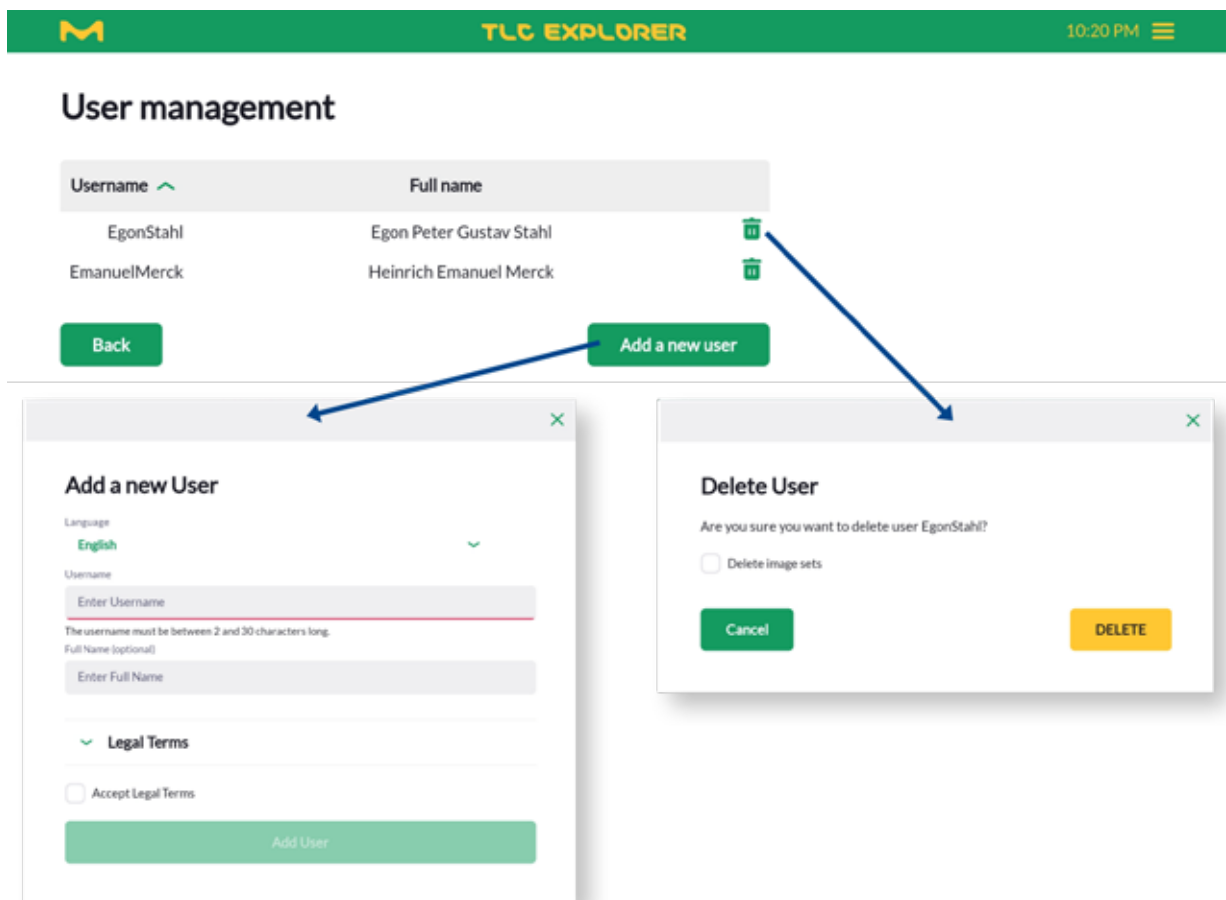 TLC EXPLORER
10:20 PM
User management
Username Full name
EgonStahl Egon Peter Gustav Stahl
EmanuelMerck Heinrich Emanuel Merck
Back Add a new user
Add a new User
Language
English
Username
Enter Username
The username must be between 2 and 30 characters long.
Full Name (optional)
Enter Full Name
Legal Terms
Accept Legal Terms
Add User
Delete User
Are you sure you want to delete user EgonStahl?
Delete image sets
Cancel DELETE